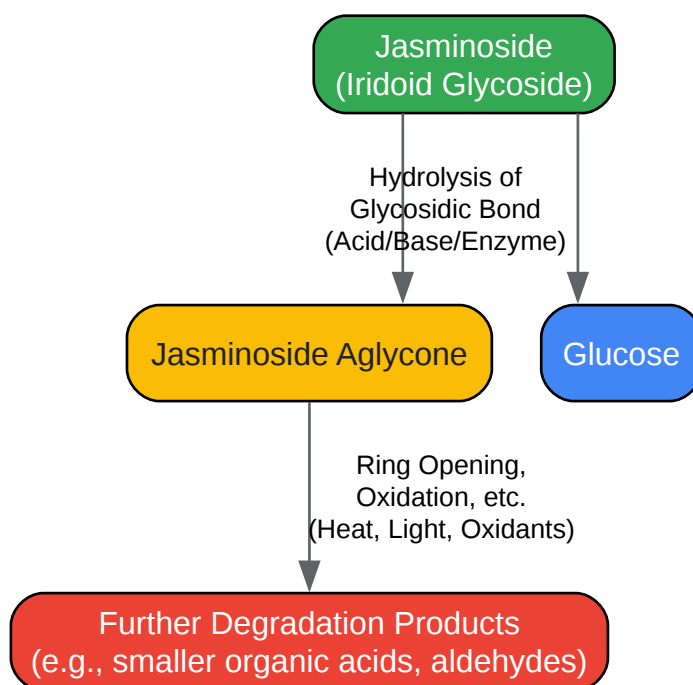 Jasminoside
(Iridoid Glycoside)
Hydrolysis of
Glycosidic Bond
(Acid/Base/Enzyme)
Jasminoside Aglycone
Glucose
Ring Opening,
Oxidation, etc.
(Heat, Light, Oxidants)
Further Degradation Products
(e.g., smaller organic acids, aldehydes)